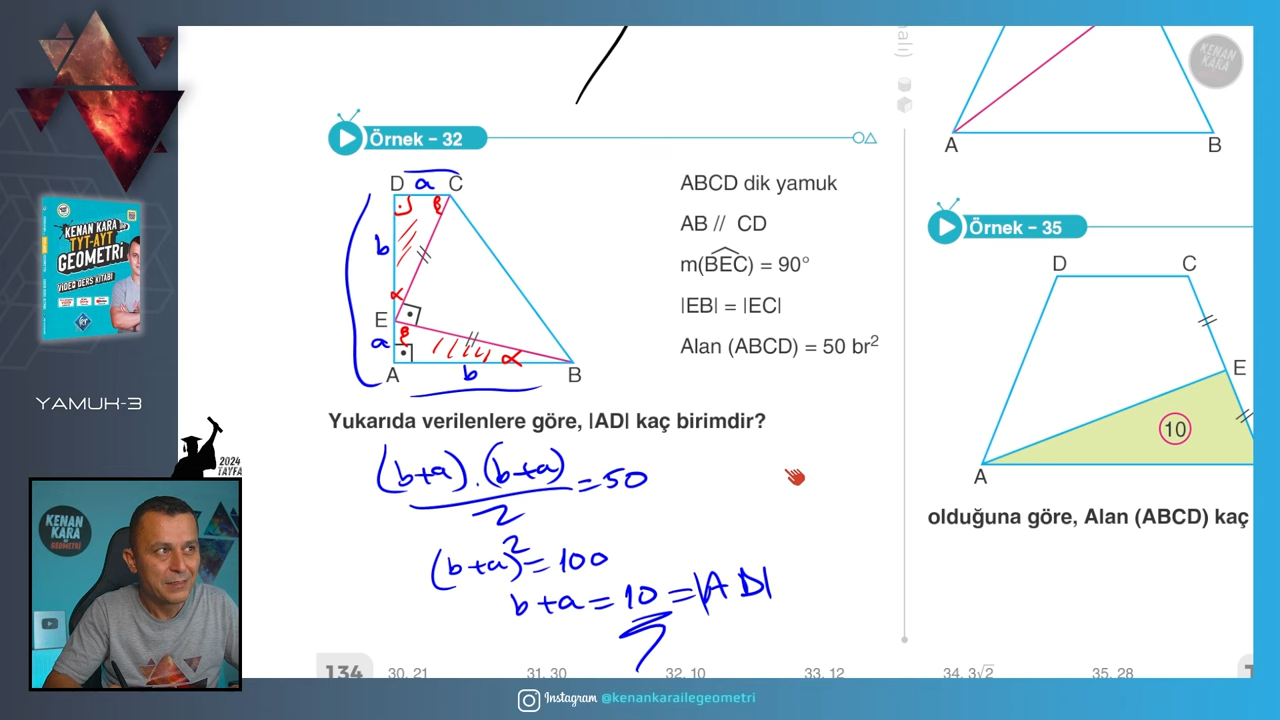 KENAN KARA
TYT-AYT
GEOMETRİ
VİDEO DERS KİTABI
YAMUK-3
2024
TAYFA
KENAN
KARA
GEOMETRİ
Örnek – 32
D a C
b
α
E
a
α
A b B
ABCD dik yamuk
AB // CD
m(BEC) = 90°
|EB| = |EC|
Alan (ABCD) = 50 br²
Yukarıda verilenlere göre, |AD| kaç birimdir?
(b+a).(b+a)/2 = 50
(b+a)² = 100
b+a = 10 = |AD|
134
30. 21 31. 30 32. 10 33. 12 34. 3√2 35. 28
KENAN
KARA
A B
Örnek – 35
D C
E
10
A
olduğuna göre, Alan (ABCD) kaç
Instagram @kenankarailegeometri